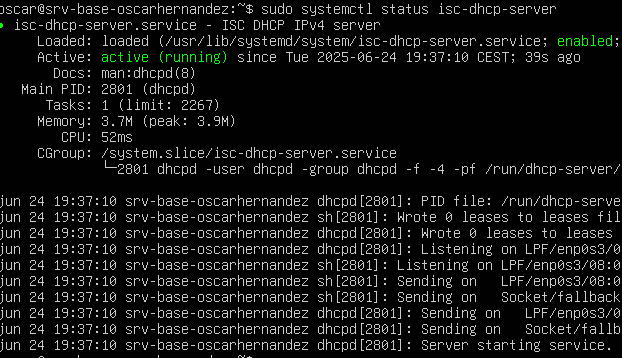 oscar@srv-base-oscarhernandez:~$ sudo systemctl status isc-dhcp-server
● isc-dhcp-server.service - ISC DHCP IPv4 server
Loaded: loaded (/usr/lib/systemd/system/isc-dhcp-server.service; enabled;
Active: active (running) since Tue 2025-06-24 19:37:10 CEST; 39s ago
Docs: man:dhcpd(8)
Main PID: 2801 (dhcpd)
Tasks: 1 (limit: 2267)
Memory: 3.7M (peak: 3.9M)
CPU: 52ms
CGroup: /system.slice/isc-dhcp-server.service
└─2801 dhcpd -user dhcpd -group dhcpd -f -4 -pf /run/dhcp-server/
jun 24 19:37:10 srv-base-oscarhernandez dhcpd[2801]: PID file: /run/dhcp-serve
jun 24 19:37:10 srv-base-oscarhernandez sh[2801]: Wrote 0 leases to leases fil
jun 24 19:37:10 srv-base-oscarhernandez dhcpd[2801]: Wrote 0 leases to leases
jun 24 19:37:10 srv-base-oscarhernandez dhcpd[2801]: Listening on LPF/enp0s3/0
jun 24 19:37:10 srv-base-oscarhernandez sh[2801]: Listening on LPF/enp0s3/08:0
jun 24 19:37:10 srv-base-oscarhernandez sh[2801]: Sending on   LPF/enp0s3/08:0
jun 24 19:37:10 srv-base-oscarhernandez sh[2801]: Sending on   Socket/fallback
jun 24 19:37:10 srv-base-oscarhernandez dhcpd[2801]: Sending on   LPF/enp0s3/0
jun 24 19:37:10 srv-base-oscarhernandez dhcpd[2801]: Sending on   Socket/fallb
jun 24 19:37:10 srv-base-oscarhernandez dhcpd[2801]: Server starting service.